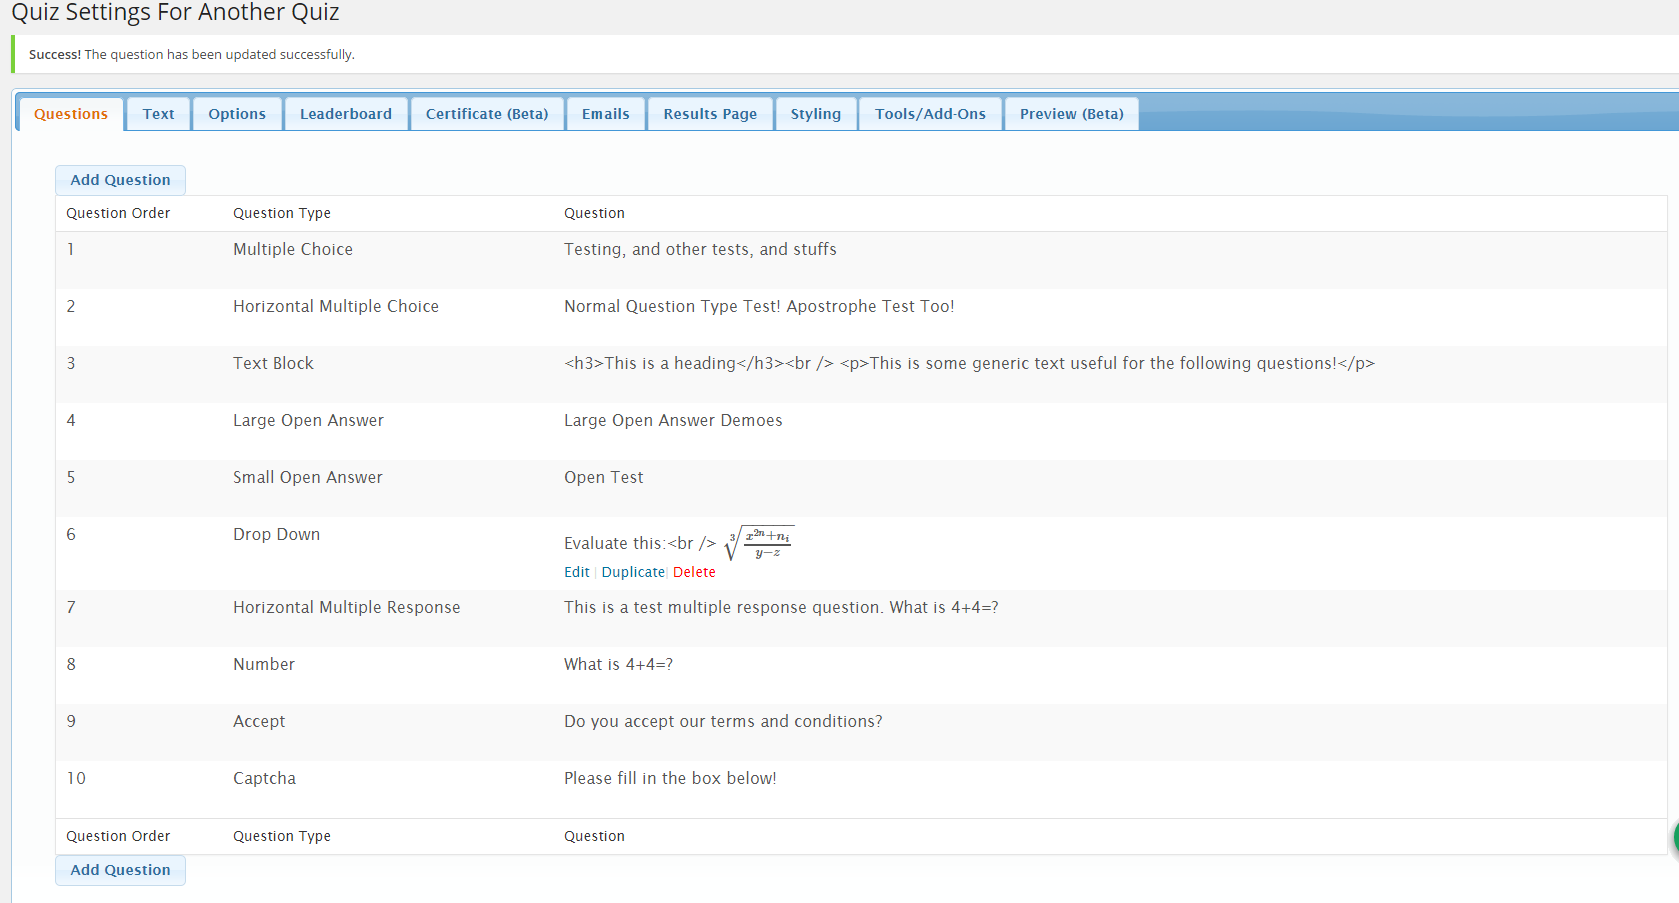 Quiz Settings For Another Quiz
Success! The question has been updated successfully.
Questions Text Options Leaderboard Certificate (Beta) Emails Results Page Styling Tools/Add-Ons Preview (Beta)
Add Question
Question Order Question Type Question
1 Multiple Choice Testing, and other tests, and stuffs
2 Horizontal Multiple Choice Normal Question Type Test! Apostrophe Test Too!
3 Text Block <h3>This is a heading</h3><br /> <p>This is some generic text useful for the following questions!</p>
4 Large Open Answer Large Open Answer Demoes
5 Small Open Answer Open Test
6 Drop Down Evaluate this:<br /> $\sqrt[3]{\frac{x^{2n}+n_i}{y-z}}$
Edit | Duplicate| Delete
7 Horizontal Multiple Response This is a test multiple response question. What is 4+4=?
8 Number What is 4+4=?
9 Accept Do you accept our terms and conditions?
10 Captcha Please fill in the box below!
Question Order Question Type Question
Add Question